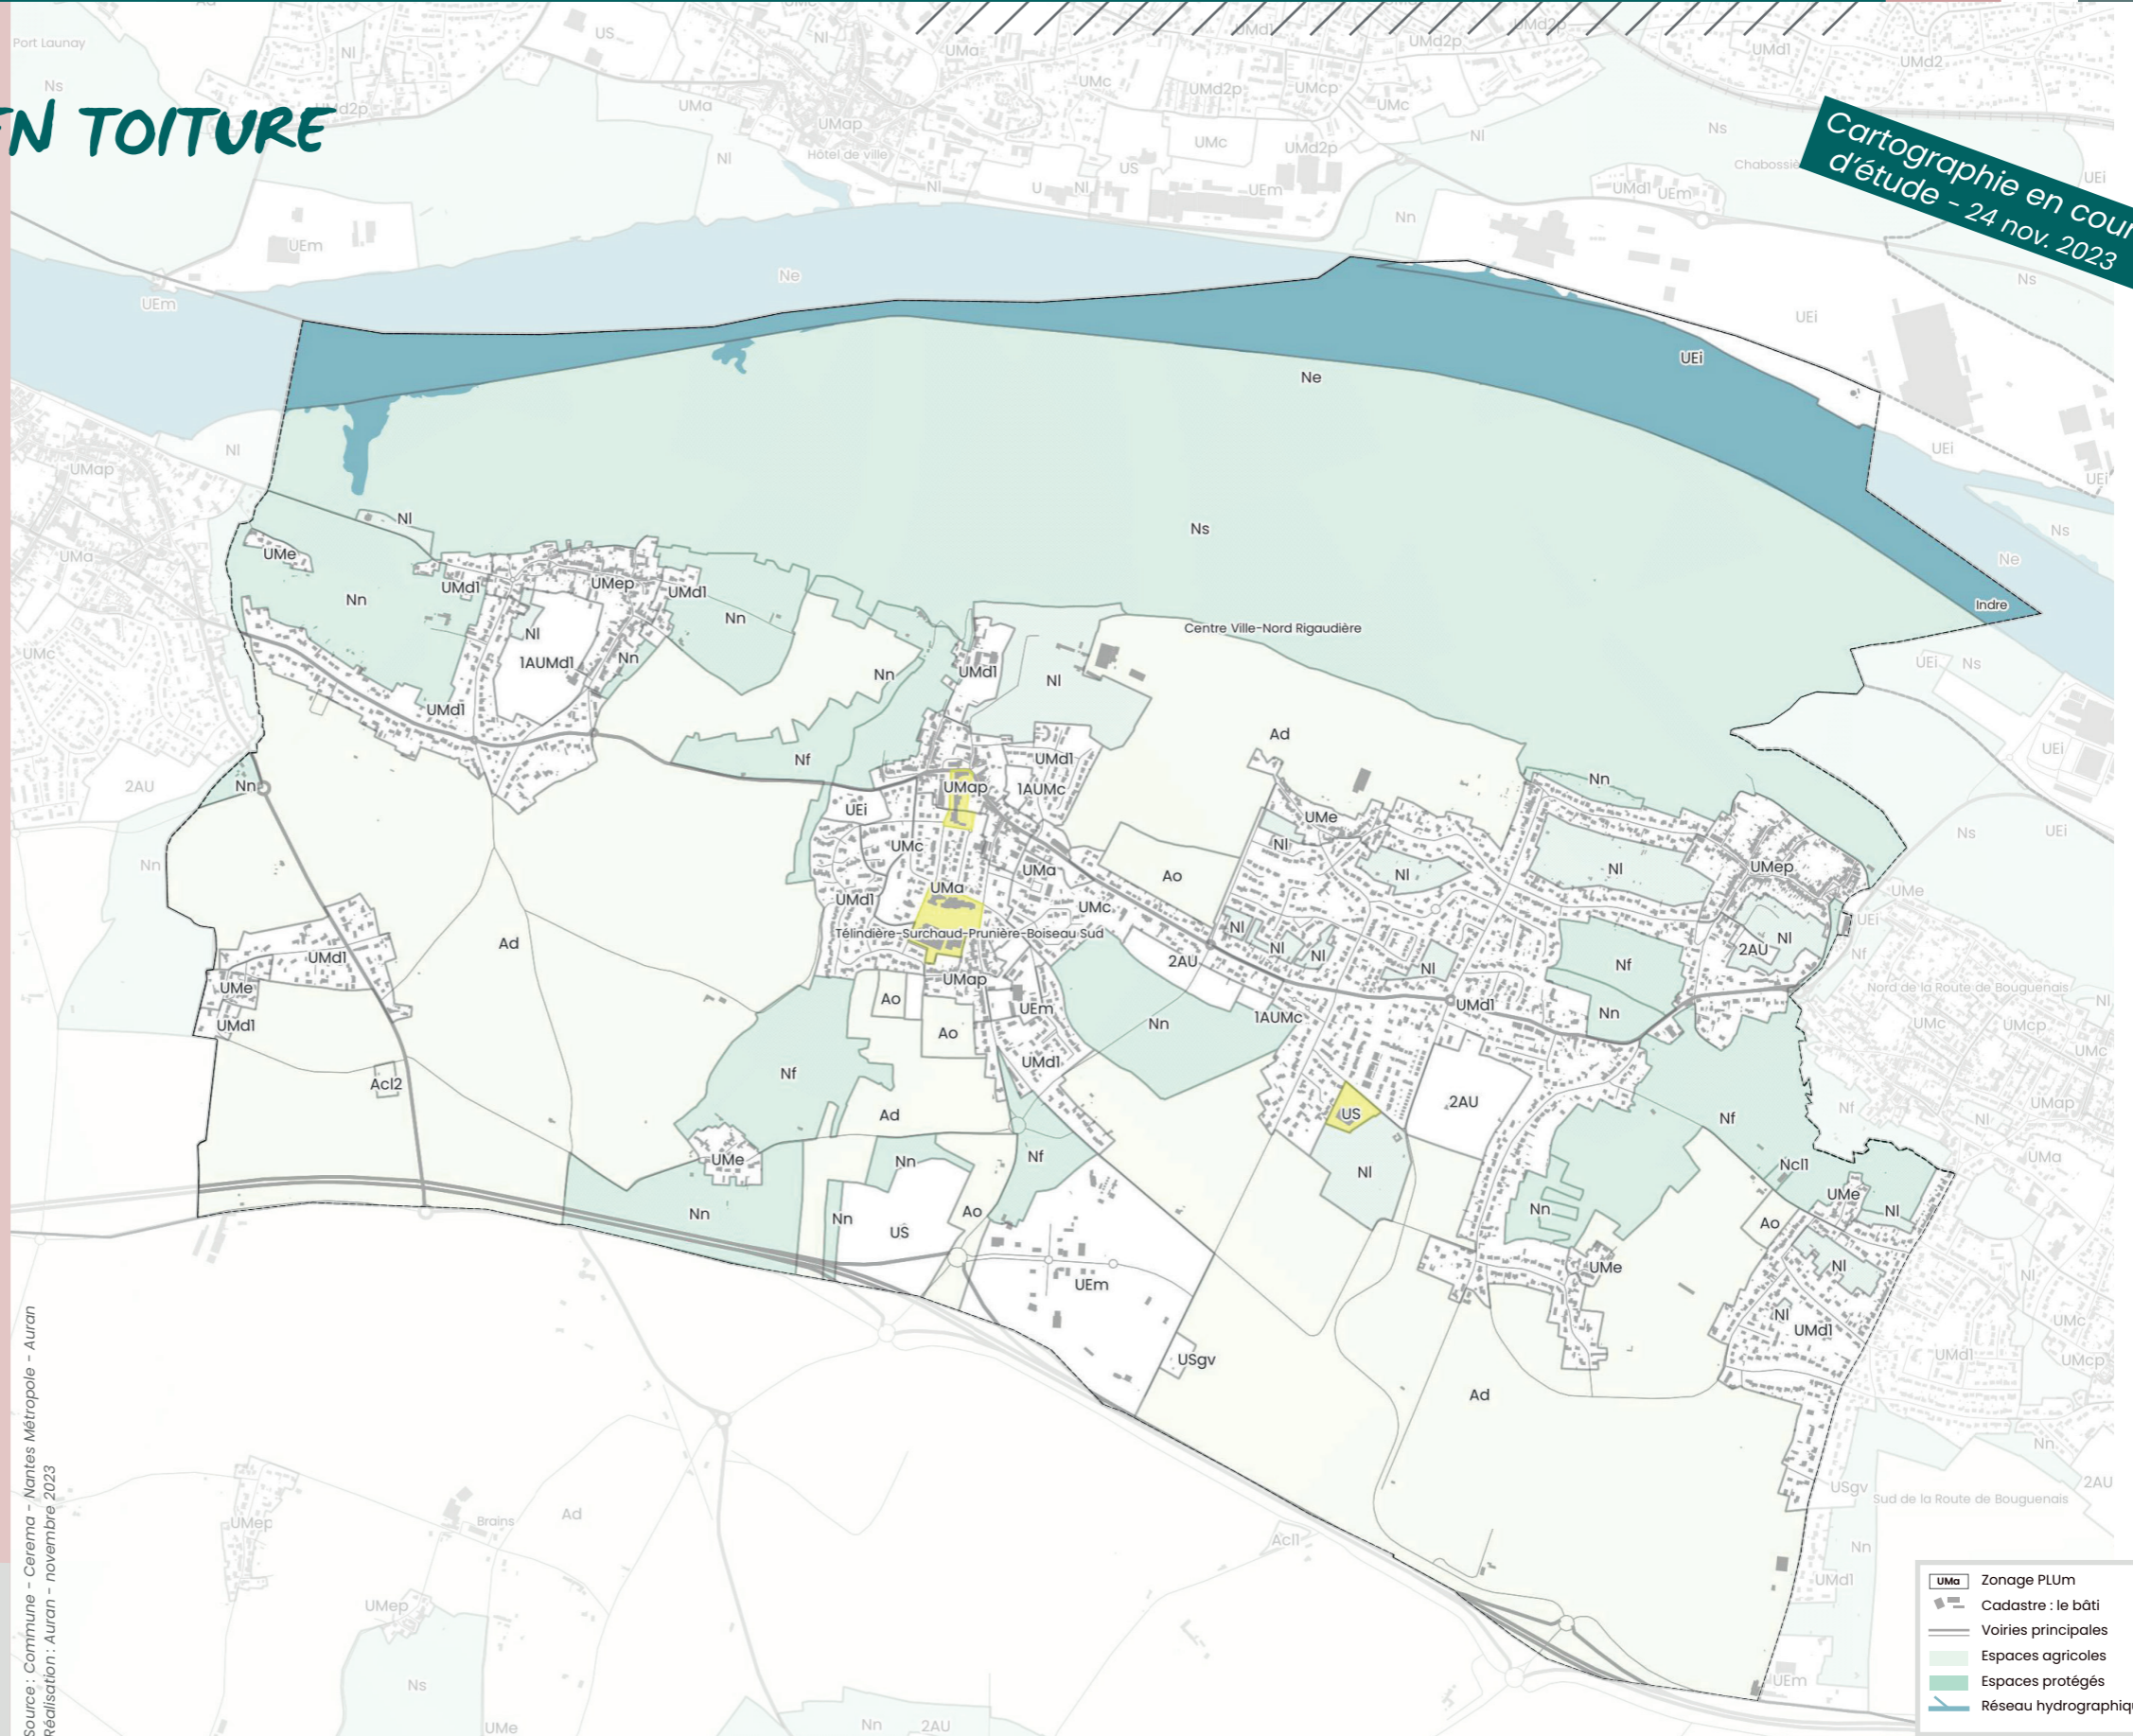 EN TOITURE
Cartographie en cour
d'étude - 24 nov. 2023
Port Launay
Ns
Nl
UMd2p
US
UMa
UMap
Hôtel de ville
Nl
UMa
UMd1
UMc
UMd2p
UMcp
UMc
UMd2p
UMd2p
UMd1
UMd2
Nl
Nl
U
Nl
US
UMc
UMd2p
UEm
Nl
Nn
Ns
Chabossiè
UMd1
UEm
UEi
Ns
UEm
UEm
Ne
UEi
UEi
Ne
UEi
UEi
Ns
Ne
Indre
Nl
UMap
UMa
UMc
2AU
Nn
Nl
UMe
Nn
UMd1
UMep
UMd1
Nn
Nl
1AUMd1
Nn
UMd1
Ns
Centre Ville-Nord Rigaudière
Nn
UMd1
Nl
Nf
Ad
UMd1
1AUMc
UMap
UEi
UMc
UMa
UMa
UMd1
UMc
Télindière-Surchaud-Prunière-Boiseau Sud
UMap
Ao
Ao
UEm
UMd1
Nn
Ad
UMd1
UMe
UMd1
Acl2
Ao
2AU
1AUMc
Nn
UMe
Nl
Nl
Nl
Nl
Nl
Nl
Nn
Nl
UMep
Nl
2AU
Nf
Nn
UMd1
2AU
US
Nl
Nf
Ad
UMe
Nn
Nn
Nn
US
Ao
Nf
UEm
USgv
Nf
Ncl1
UMe
Nl
Ao
Nn
UMe
Nl
Nl
UMd1
Ad
UEi
Ns
UEi
Ns
UEi
UMe
UEi
Nf
Nord de la Route de Bouguenais
Nl
UMc
UMcp
UMc
UMap
Nf
Nl
UMa
Nl
UMc
UMd1
UMcp
Nn
2AU
USgv
Sud de la Route de Bouguenais
Nn
UMd1
UEm
UMep
Brains
Ad
Acl1
UMep
Ns
UMe
Nn
2AU
Source : Commune - Cerema - Nantes Métropole - Auran
Réalisation : Auran - novembre 2023
UMa Zonage PLUm
Cadastre : le bâti
Voiries principales
Espaces agricoles
Espaces protégés
Réseau hydrographiqu